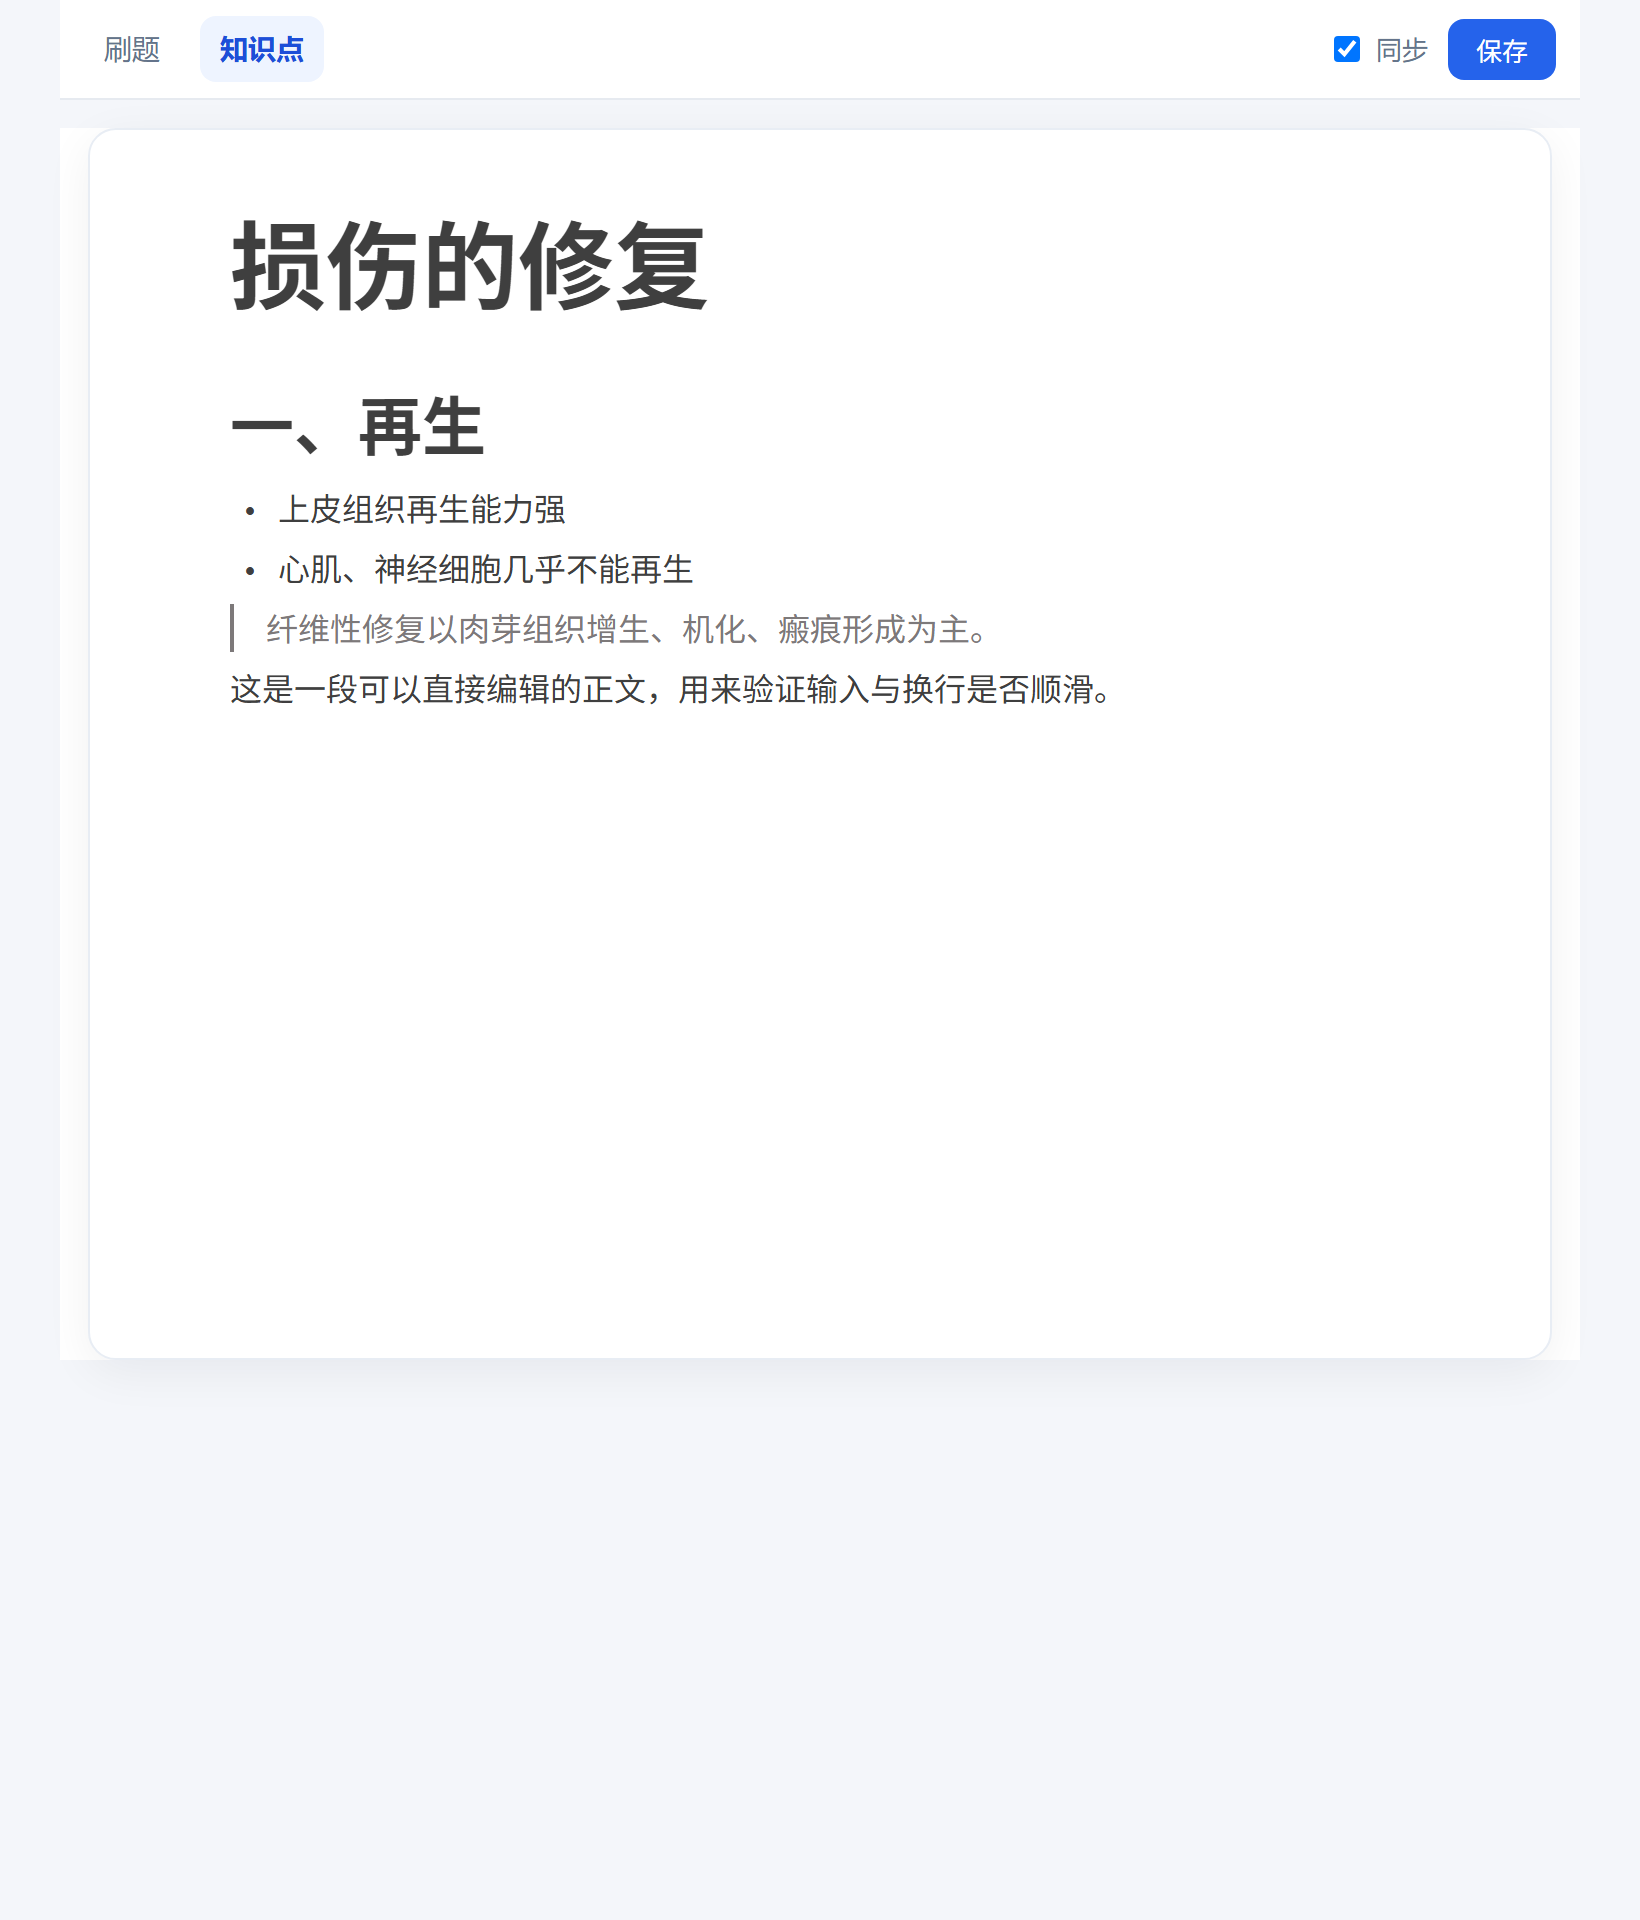 刷题 知识点 同步 保存
损伤的修复
一、再生
• 上皮组织再生能力强
• 心肌、神经细胞几乎不能再生
纤维性修复以肉芽组织增生、机化、瘢痕形成为主。
这是一段可以直接编辑的正文，用来验证输入与换行是否顺滑。